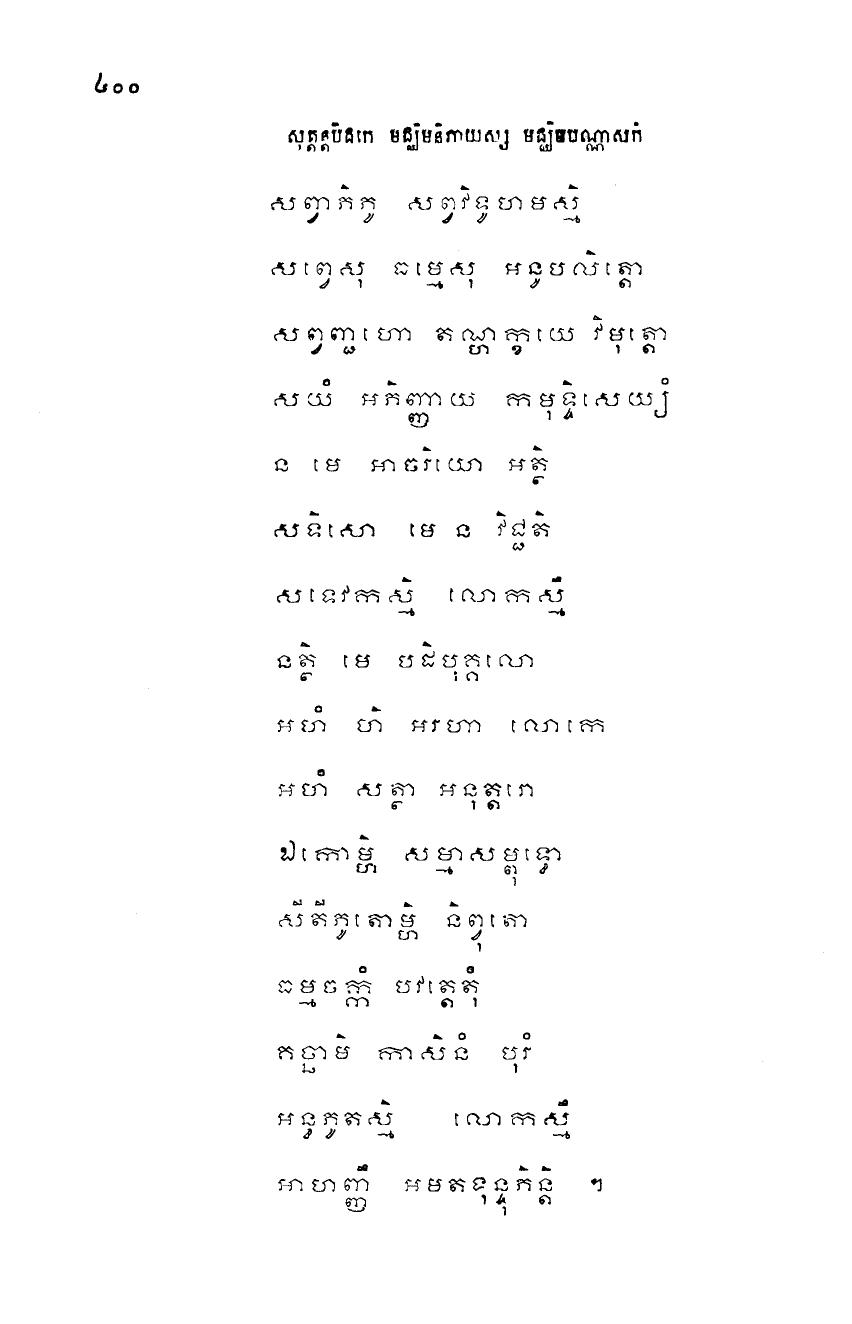 ៤០០
សុត្តន្តបិដកេ មជ្ឈិមនិកាយស្ស មជ្ឈិមបណ្ណាសកំ
សព្វាភិភូ សព្វវិទូហមស្មិ
សព្វេសុ ធម្មេសុ អនូបលិត្តោ
សព្វញ្ជហោ តណ្ហក្ខយេ វិមុត្តោ
សយំ អភិញ្ញាយ កមុទ្ទិសេយ្យំ
ន មេ អាចរិយោ អត្ថិ
សទិសោ មេ ន វិជ្ជតិ
សទេវកស្មិ លោកស្មឹ
នត្ថិ មេ បដិបុគ្គលោ
អហំ ហិ អរហា លោកេ
អហំ សត្ថា អនុត្តរោ
ឯកោម្ហិ សម្មាសម្ពុទ្ធោ
សីតីភូតោម្ហិ និព្វុតោ
ធម្មចក្កំ បវត្តេតុំ
គច្ឆាមិ កាសិនំ បុរំ
អន្ធភូតស្មិ លោកស្មឹ
អាហញ្ញឹ អមតទុន្ទុភិន្តិ ។